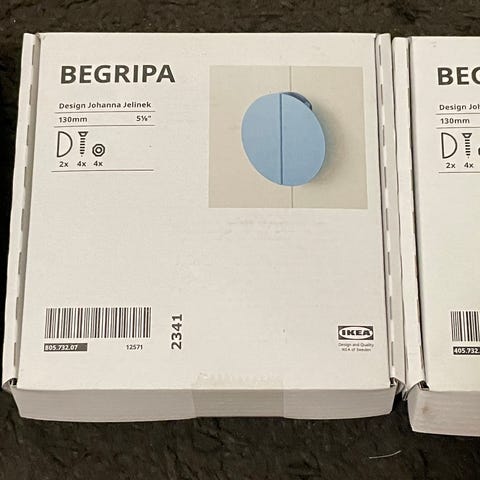 BEGRIPA
Design Johanna Jelinek
130mm 5⅛"
2x 4x 4x
805.732.07 12571
2341
IKEA
Design and Quality
IKEA of Sweden
BEG
Design Joh
130mm
2x 4x
405.732.